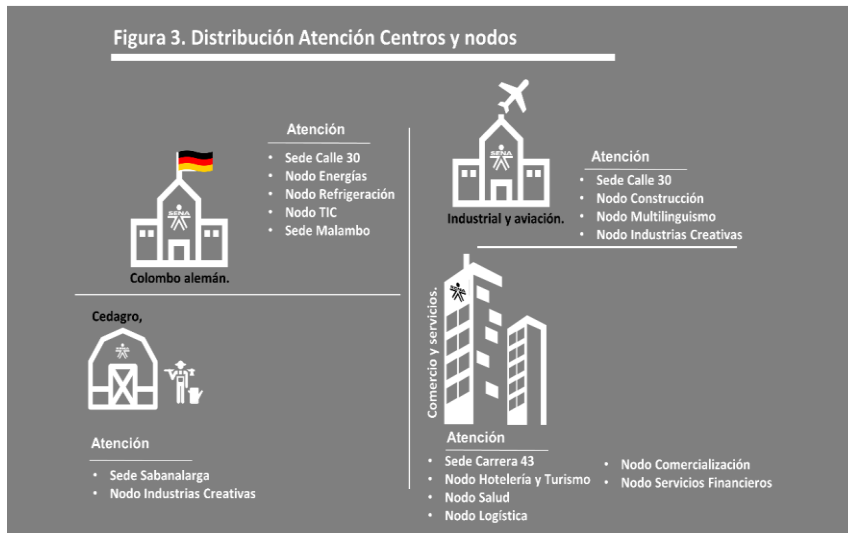 Figura 3. Distribución Atención Centros y nodos
Atención
• Sede Calle 30
• Nodo Energías
• Nodo Refrigeración
• Nodo TIC
• Sede Malambo
SENA
Colombo alemán.
SENA
Industrial y aviación.
Atención
• Sede Calle 30
• Nodo Construcción
• Nodo Multilinguismo
• Nodo Industrias Creativas
Cedagro,
Atención
• Sede Sabanalarga
• Nodo Industrias Creativas
Comercio y servicios.
Atención
• Sede Carrera 43
• Nodo Hotelería y Turismo
• Nodo Salud
• Nodo Logística
• Nodo Comercialización
• Nodo Servicios Financieros